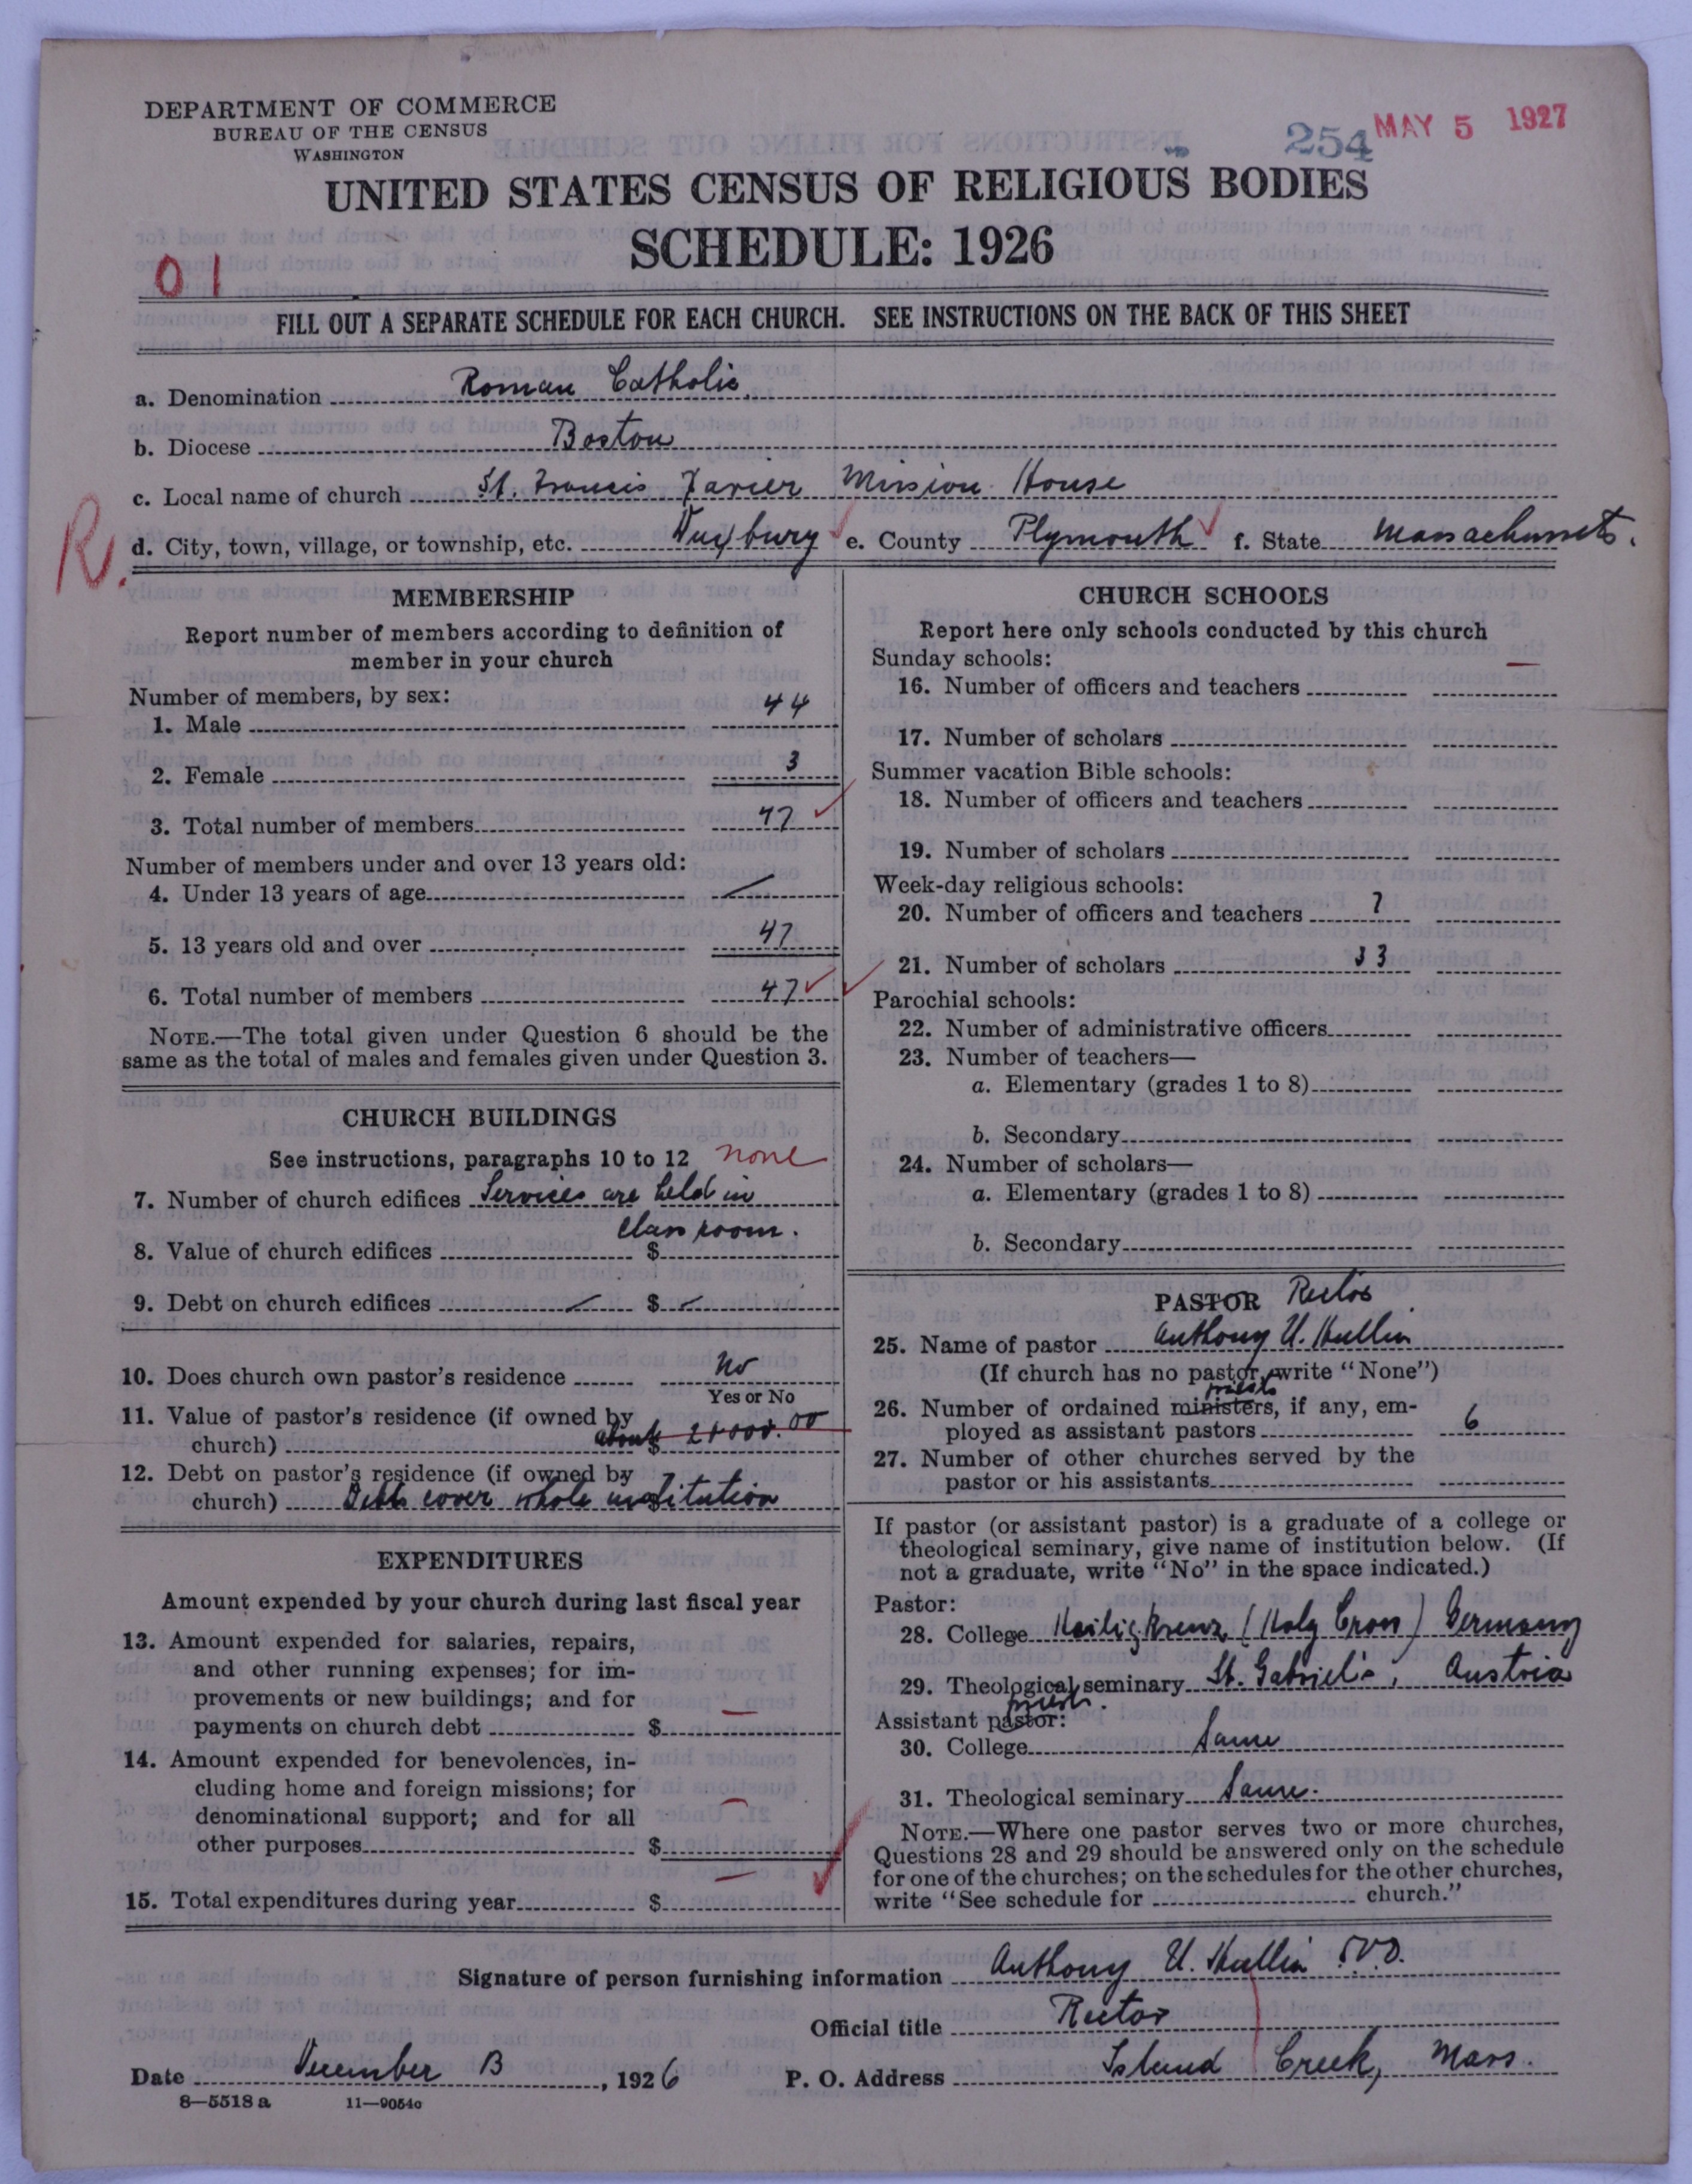 DEPARTMENT OF COMMERCE
BUREAU OF THE CENSUS
WASHINGTON
254 MAY 5 1927
UNITED STATES CENSUS OF RELIGIOUS BODIES
SCHEDULE: 1926
01
FILL OUT A SEPARATE SCHEDULE FOR EACH CHURCH. SEE INSTRUCTIONS ON THE BACK OF THIS SHEET
a. Denomination Roman Catholic
b. Diocese Boston
c. Local name of church St. Francis Xavier Mission House
R.
d. City, town, village, or township, etc. Duxbury e. County Plymouth f. State Massachussets.
MEMBERSHIP
Report number of members according to definition of
member in your church
Number of members, by sex:
1. Male 44
2. Female 3
3. Total number of members 47
Number of members under and over 13 years old:
4. Under 13 years of age
5. 13 years old and over 47
6. Total number of members 47
NOTE.—The total given under Question 6 should be the
same as the total of males and females given under Question 3.
CHURCH BUILDINGS
See instructions, paragraphs 10 to 12 none
7. Number of church edifices Services are held in
class room.
8. Value of church edifices $
9. Debt on church edifices $
10. Does church own pastor's residence No
Yes or No
11. Value of pastor's residence (if owned by
church) about $
12. Debt on pastor's residence (if owned by
church) Debts cover whole institution
EXPENDITURES
Amount expended by your church during last fiscal year
13. Amount expended for salaries, repairs,
and other running expenses; for im-
provements or new buildings; and for
payments on church debt $ —
14. Amount expended for benevolences, in-
cluding home and foreign missions; for
denominational support; and for all
other purposes $ —
15. Total expenditures during year $ —
CHURCH SCHOOLS
Report here only schools conducted by this church
Sunday schools: —
16. Number of officers and teachers
17. Number of scholars
Summer vacation Bible schools:
18. Number of officers and teachers
19. Number of scholars
Week-day religious schools:
20. Number of officers and teachers 7
21. Number of scholars 33
Parochial schools:
22. Number of administrative officers
23. Number of teachers—
a. Elementary (grades 1 to 8)
b. Secondary
24. Number of scholars—
a. Elementary (grades 1 to 8)
b. Secondary
PASTOR Rector
25. Name of pastor Anthony U.
(If church has no pastor, write "None")
priests
26. Number of ordained ministers, if any, em-
ployed as assistant pastors 6
27. Number of other churches served by the
pastor or his assistants
If pastor (or assistant pastor) is a graduate of a college or
theological seminary, give name of institution below. (If
not a graduate, write "No" in the space indicated.)
Pastor:
28. College Heiligkreuz (Holy Cross) Germany
29. Theological seminary St. Gabriel's, Austria
priest.
Assistant pastor:
30. College Same
31. Theological seminary Same.
NOTE.—Where one pastor serves two or more churches,
Questions 28 and 29 should be answered only on the schedule
for one of the churches; on the schedules for the other churches,
write "See schedule for church."
Signature of person furnishing information Anthony U. S.V.D.
Official title Rector
Date December 13, 1926 P. O. Address Island Creek, Mass.
8—5518 a 11—9054c